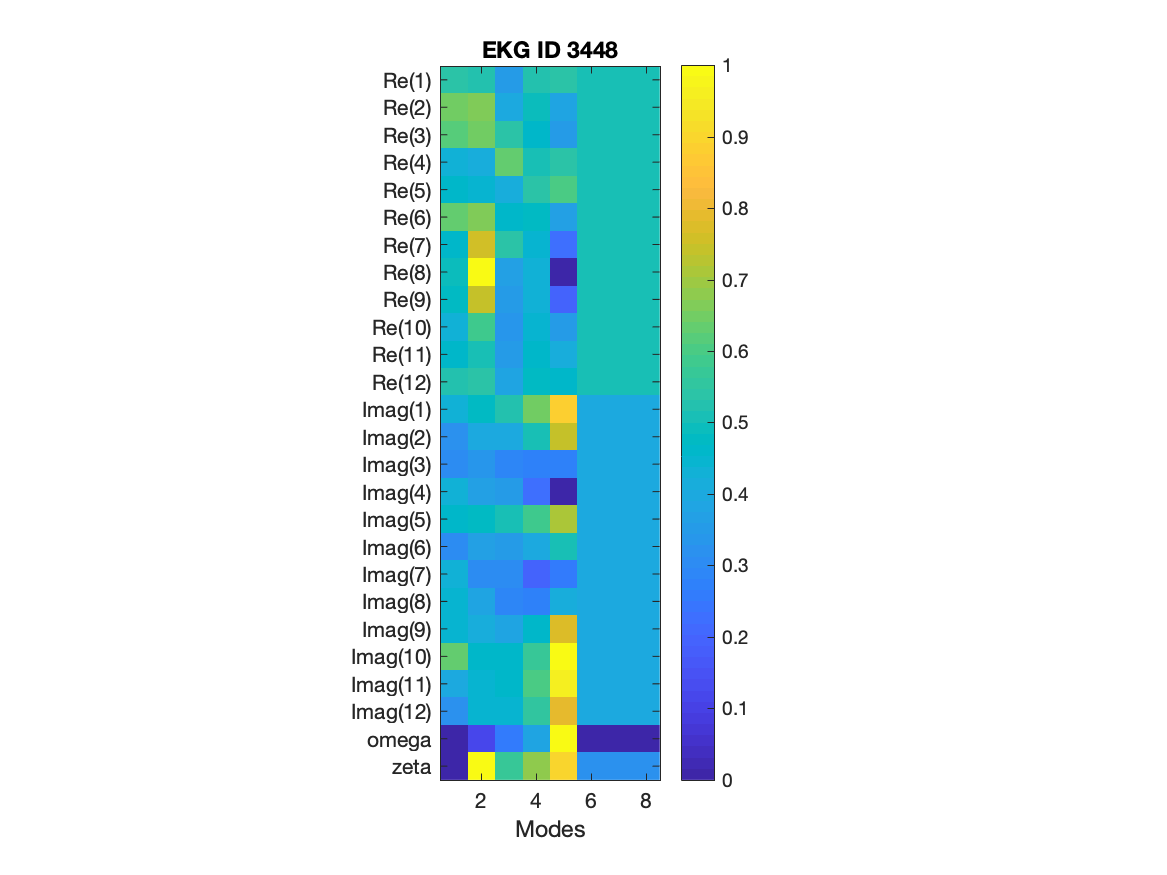 EKG ID 3448
Re(1)
Re(2)
Re(3)
Re(4)
Re(5)
Re(6)
Re(7)
Re(8)
Re(9)
Re(10)
Re(11)
Re(12)
Imag(1)
Imag(2)
Imag(3)
Imag(4)
Imag(5)
Imag(6)
Imag(7)
Imag(8)
Imag(9)
Imag(10)
Imag(11)
Imag(12)
omega
zeta
2 4 6 8
Modes
1
0.9
0.8
0.7
0.6
0.5
0.4
0.3
0.2
0.1
0